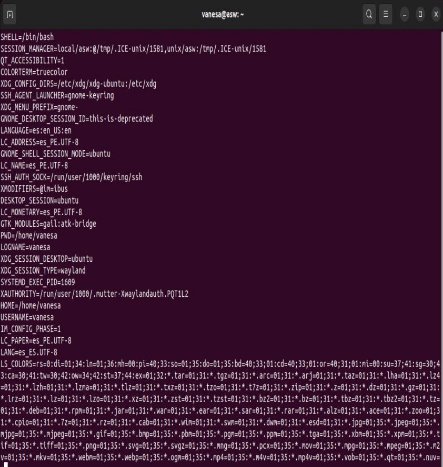 vanesa@asw: ~
SHELL=/bin/bash
SESSION_MANAGER=local/asw:@/tmp/.ICE-unix/1581,unix/asw:/tmp/.ICE-unix/1581
QT_ACCESSIBILITY=1
COLORTERM=truecolor
XDG_CONFIG_DIRS=/etc/xdg/xdg-ubuntu:/etc/xdg
SSH_AGENT_LAUNCHER=gnome-keyring
XDG_MENU_PREFIX=gnome-
GNOME_DESKTOP_SESSION_ID=this-is-deprecated
LANGUAGE=es:en_US:en
LC_ADDRESS=es_PE.UTF-8
GNOME_SHELL_SESSION_MODE=ubuntu
LC_NAME=es_PE.UTF-8
SSH_AUTH_SOCK=/run/user/1000/keyring/ssh
XMODIFIERS=@im=ibus
DESKTOP_SESSION=ubuntu
LC_MONETARY=es_PE.UTF-8
GTK_MODULES=gail:atk-bridge
PWD=/home/vanesa
LOGNAME=vanesa
XDG_SESSION_DESKTOP=ubuntu
XDG_SESSION_TYPE=wayland
SYSTEMD_EXEC_PID=1609
XAUTHORITY=/run/user/1000/.mutter-Xwaylandauth.PQT1L2
HOME=/home/vanesa
USERNAME=vanesa
IM_CONFIG_PHASE=1
LC_PAPER=es_PE.UTF-8
LANG=es_ES.UTF-8
LS_COLORS=rs=0:di=01;34:ln=01;36:mh=00:pi=40;33:so=01;35:do=01;35:bd=40;33;01:cd=40;33;01:or=40;31;01:mi=00:su=37;41:sg=30;4
3:ca=30;41:tw=30;42:ow=34;42:st=37;44:ex=01;32:*.tar=01;31:*.tgz=01;31:*.arc=01;31:*.arj=01;31:*.taz=01;31:*.lha=01;31:*.lz4
=01;31:*.lzh=01;31:*.lzma=01;31:*.tlz=01;31:*.txz=01;31:*.tzo=01;31:*.t7z=01;31:*.zip=01;31:*.z=01;31:*.dz=01;31:*.gz=01;31:
*.lrz=01;31:*.lz=01;31:*.lzo=01;31:*.xz=01;31:*.zst=01;31:*.tzst=01;31:*.bz2=01;31:*.bz=01;31:*.tbz=01;31:*.tbz2=01;31:*.tz=
01;31:*.deb=01;31:*.rpm=01;31:*.jar=01;31:*.war=01;31:*.ear=01;31:*.sar=01;31:*.rar=01;31:*.alz=01;31:*.ace=01;31:*.zoo=01;3
1:*.cpio=01;31:*.7z=01;31:*.rz=01;31:*.cab=01;31:*.wim=01;31:*.swm=01;31:*.dwm=01;31:*.esd=01;31:*.jpg=01;35:*.jpeg=01;35:*.
mjpg=01;35:*.mjpeg=01;35:*.gif=01;35:*.bmp=01;35:*.pbm=01;35:*.pgm=01;35:*.ppm=01;35:*.tga=01;35:*.xbm=01;35:*.xpm=01;35:*.t
if=01;35:*.tiff=01;35:*.png=01;35:*.svg=01;35:*.svgz=01;35:*.mng=01;35:*.pcx=01;35:*.mov=01;35:*.mpg=01;35:*.mpeg=01;35:*.m2
v=01;35:*.mkv=01;35:*.webm=01;35:*.webp=01;35:*.ogm=01;35:*.mp4=01;35:*.m4v=01;35:*.mp4v=01;35:*.vob=01;35:*.qt=01;35:*.nuv=